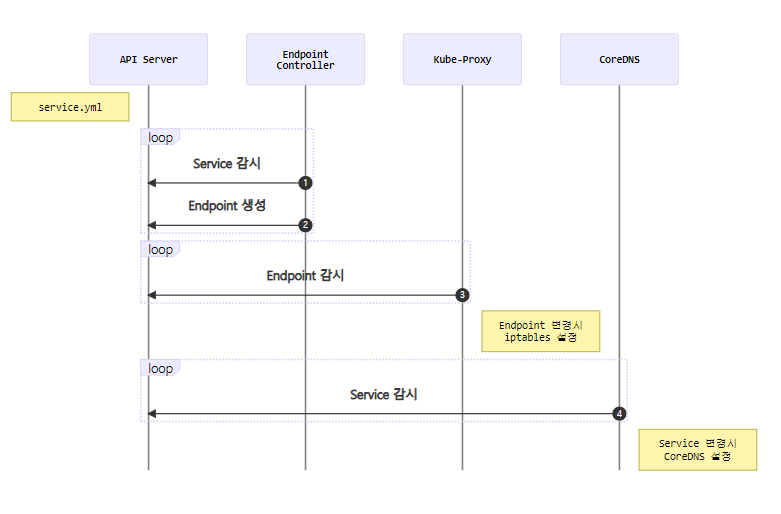 API Server
Endpoint
Controller
Kube-Proxy
CoreDNS
service.yml
loop
Service 감시
1
Endpoint 생성
2
loop
Endpoint 감시
3
Endpoint 변경시
iptables 설정
loop
Service 감시
4
Service 변경시
CoreDNS 설정